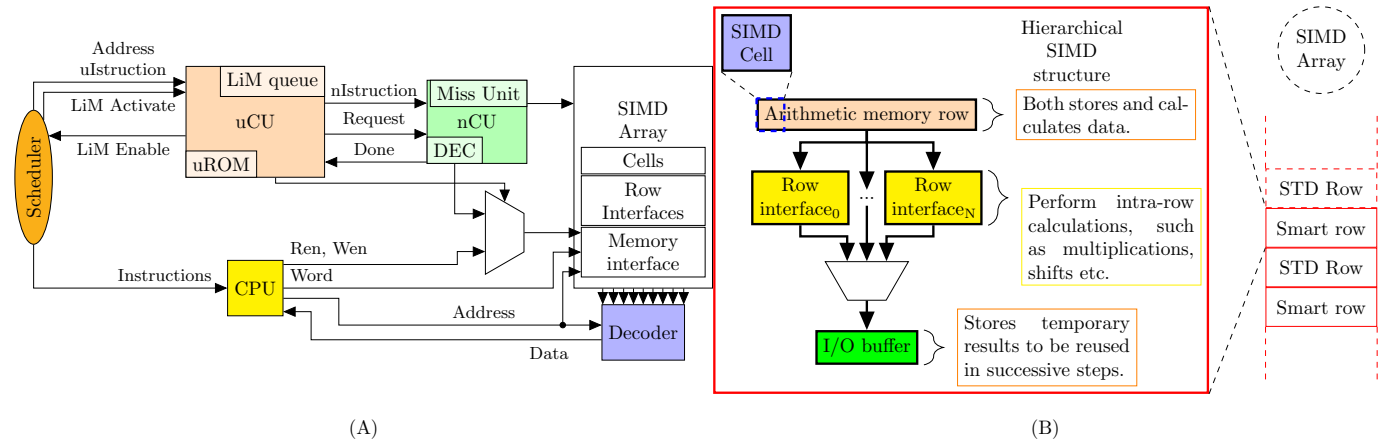 Address
uIstruction
LiM Activate
LiM Enable
Scheduler
LiM queue
uCU
uROM
nIstruction
Request
Done
Miss Unit
nCU
DEC
SIMD
Array
Cells
Row
Interfaces
Memory
interface
Instructions
CPU
Ren, Wen
Word
Address
Data
Decoder
(A)
SIMD
Cell
Hierarchical
SIMD
structure
Arithmetic memory row
Both stores and cal-
culates data.
Row
interface0
...
Row
interfaceN
Perform intra-row
calculations, such
as multiplications,
shifts etc.
I/O buffer
Stores temporary
results to be reused
in successive steps.
SIMD
Array
STD Row
Smart row
STD Row
Smart row
(B)